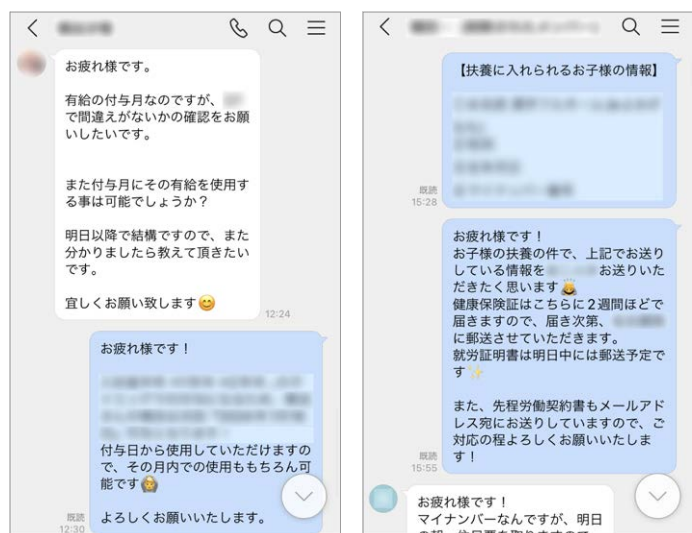 お疲れ様です。
有給の付与月なのですが、
で間違えがないかの確認をお願
いしたいです。
また付与月にその有給を使用す
る事は可能でしょうか？
明日以降で結構ですので、また
分かりましたら教えて頂きたい
です。
宜しくお願い致します😊
12:24
お疲れ様です！
付与日から使用していただけますの
で、その月内での使用ももちろん可
能です🙆
よろしくお願いいたします。
既読
12:30
【扶養に入れられるお子様の情報】
既読
15:28
お疲れ様です！
お子様の扶養の件で、上記でお送り
している情報を お送りいた
だきたく思います🙇
健康保険証はこちらに2週間ほどで
届きますので、届き次第、
に郵送させていただきます。
就労証明書は明日中には郵送予定で
す✨
また、先程労働契約書もメールアド
レス宛にお送りしていますので、ご
対応の程よろしくお願いいたしま
す！
既読
15:55
お疲れ様です！
マイナンバーなんですが、明日